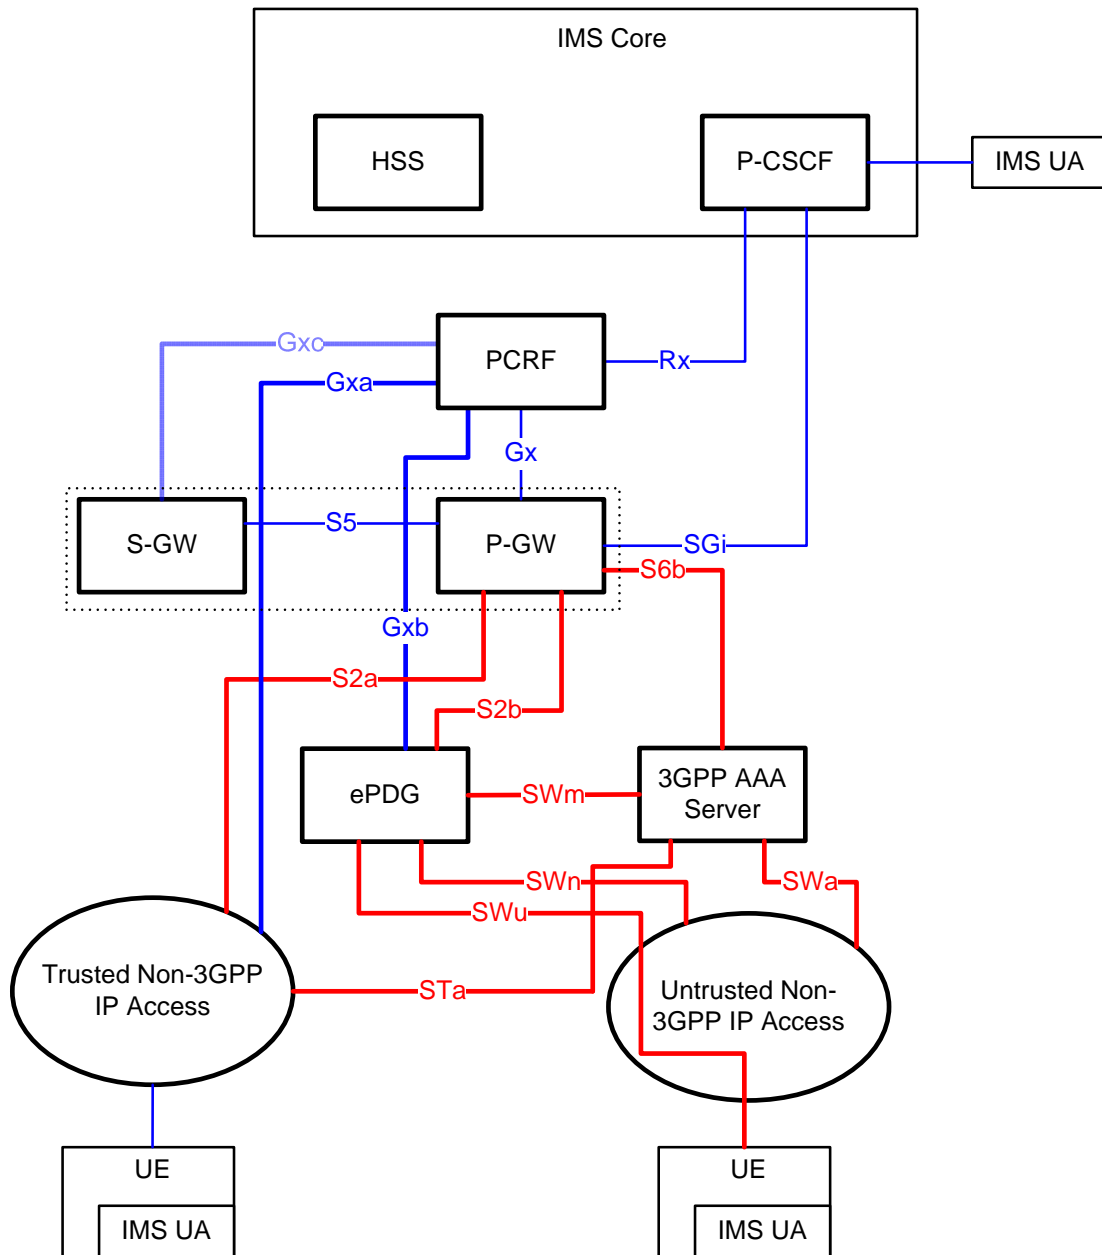 IMS Core
HSS
P-CSCF
IMS UA
Gxc
PCRF
Rx
Gxa
Gx
S-GW
S5
P-GW
SGi
S6b
Gxb
S2a
S2b
ePDG
SWm
3GPP AAA
Server
SWn
SWa
SWu
Trusted Non-3GPP
IP Access
STa
Untrusted Non-
3GPP IP Access
UE
IMS UA
UE
IMS UA